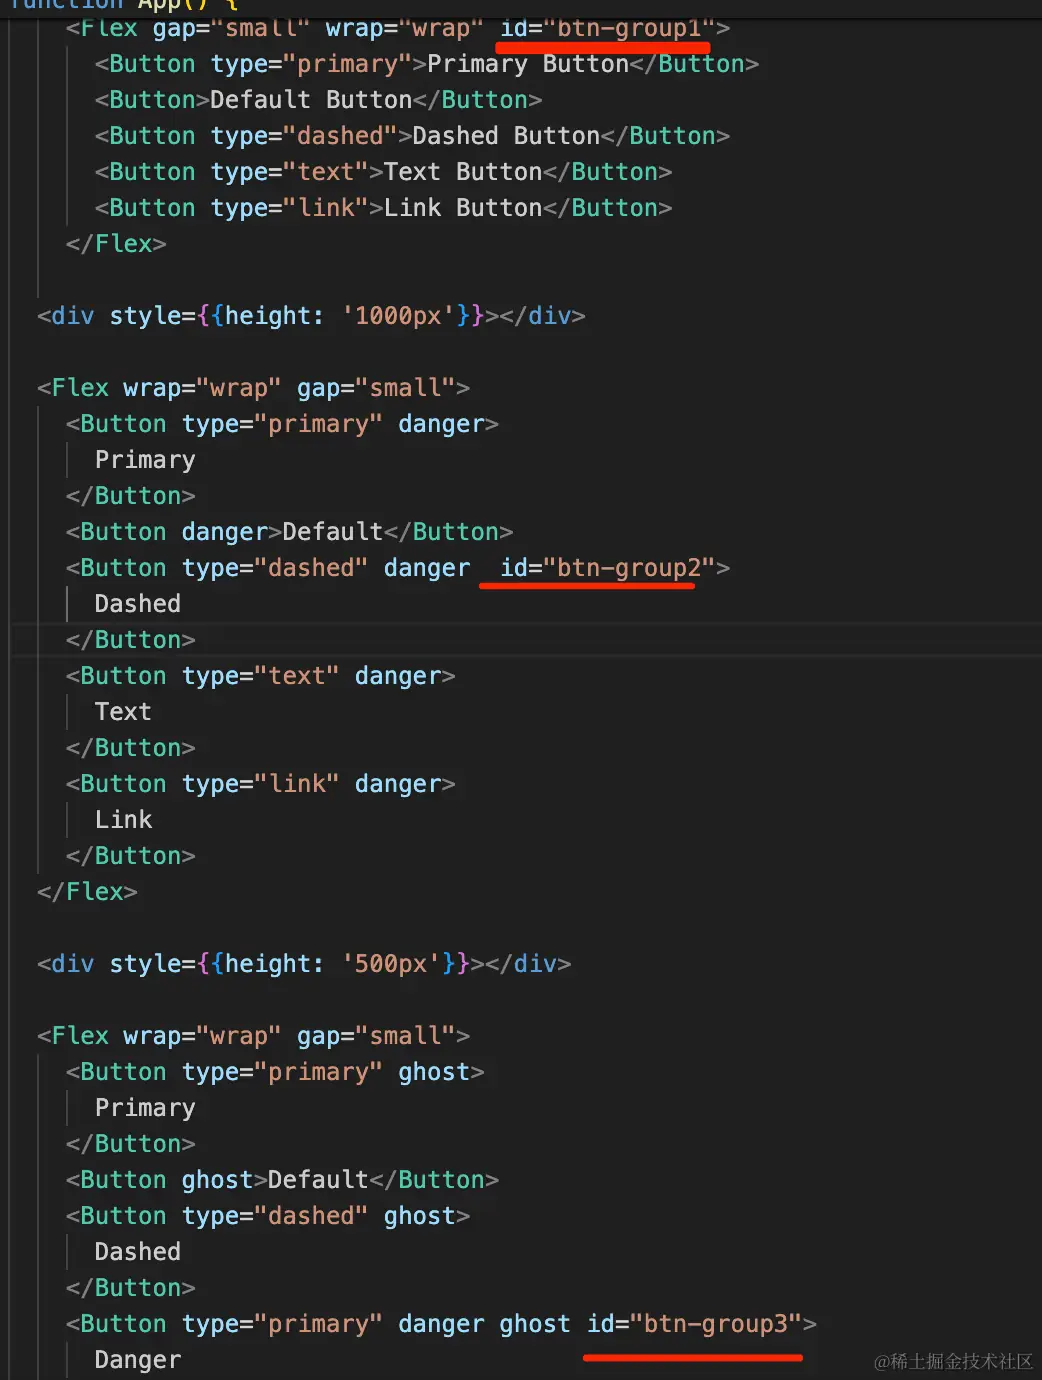 function App() {
<Flex gap="small" wrap="wrap" id="btn-group1">
<Button type="primary">Primary Button</Button>
<Button>Default Button</Button>
<Button type="dashed">Dashed Button</Button>
<Button type="text">Text Button</Button>
<Button type="link">Link Button</Button>
</Flex>
<div style={{height: '1000px'}}></div>
<Flex wrap="wrap" gap="small">
<Button type="primary" danger>
Primary
</Button>
<Button danger>Default</Button>
<Button type="dashed" danger  id="btn-group2">
Dashed
</Button>
<Button type="text" danger>
Text
</Button>
<Button type="link" danger>
Link
</Button>
</Flex>
<div style={{height: '500px'}}></div>
<Flex wrap="wrap" gap="small">
<Button type="primary" ghost>
Primary
</Button>
<Button ghost>Default</Button>
<Button type="dashed" ghost>
Dashed
</Button>
<Button type="primary" danger ghost id="btn-group3">
Danger
@稀土掘金技术社区